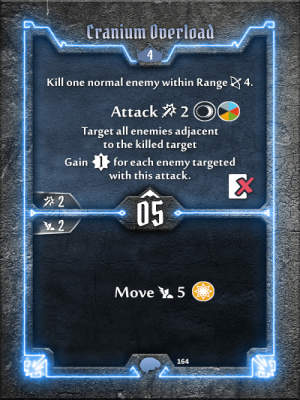 Cranium Overload
4
Kill one normal enemy within Range 4.
Attack 2
Target all enemies adjacent
to the killed target
Gain 1 for each enemy targeted
with this attack.
2
05
2
Move 5
164